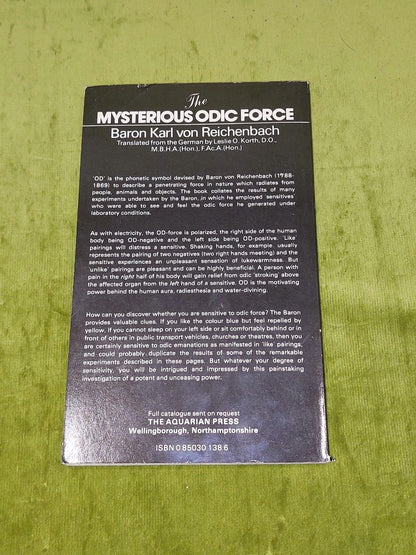 The
MYSTERIOUS ODIC FORCE
Baron Karl von Reichenbach
Translated from the German by Leslie O. Korth, D.O.,
M.B.H.A.(Hon.), F.Ac.A.(Hon.)
'OD' is the phonetic symbol devised by Baron von Reichenbach (1788-
1869) to describe a penetrating force in nature which radiates from
people, animals and objects. The book collates the results of many
experiments undertaken by the Baron, in which he employed 'sensitives'
who were able to see and feel the odic force he generated under
laboratory conditions.
As with electricity, the OD-force is polarized, the right side of the human
body being OD-negative and the left side being OD-positive. 'Like'
pairings will distress a sensitive. Shaking hands, for example, usually
represents the pairing of two negatives (two right hands meeting) and the
sensitive experiences an unpleasant sensation of lukewarmness. But
'unlike' pairings are pleasant and can be highly beneficial. A person with
pain in the right half of his body will gain relief from odic 'stroking' above
the affected organ from the left hand of a sensitive. OD is the motivating
power behind the human aura, radiesthesia and water-divining.
How can you discover whether you are sensitive to odic force? The Baron
provides valuable clues. If you like the colour blue but feel repelled by
yellow, if you cannot sleep on your left side or sit comfortably behind or in
front of others in public transport vehicles, churches or theatres, then you
are certainly sensitive to odic emanations as manifested in 'like' pairings,
and could probably duplicate the results of some of the remarkable
experiments described in these pages. But whatever your degree of
sensitivity, you will be intrigued and impressed by this painstaking
investigation of a potent and unceasing power.
Full catalogue sent on request
THE AQUARIAN PRESS
Wellingborough, Northamptonshire
ISBN 0 85030 138 6